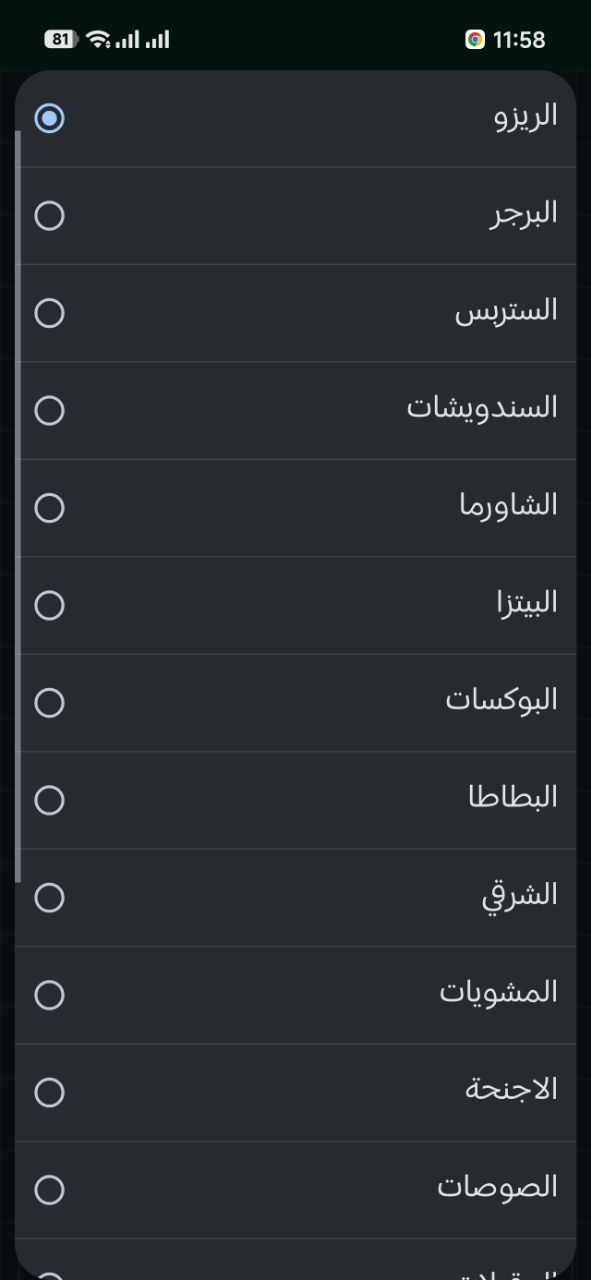 81
11:58
الريزو
البرجر
الستربس
السندويشات
الشاورما
البيتزا
البوكسات
البطاطا
الشرقي
المشويات
الاجنحة
الصوصات